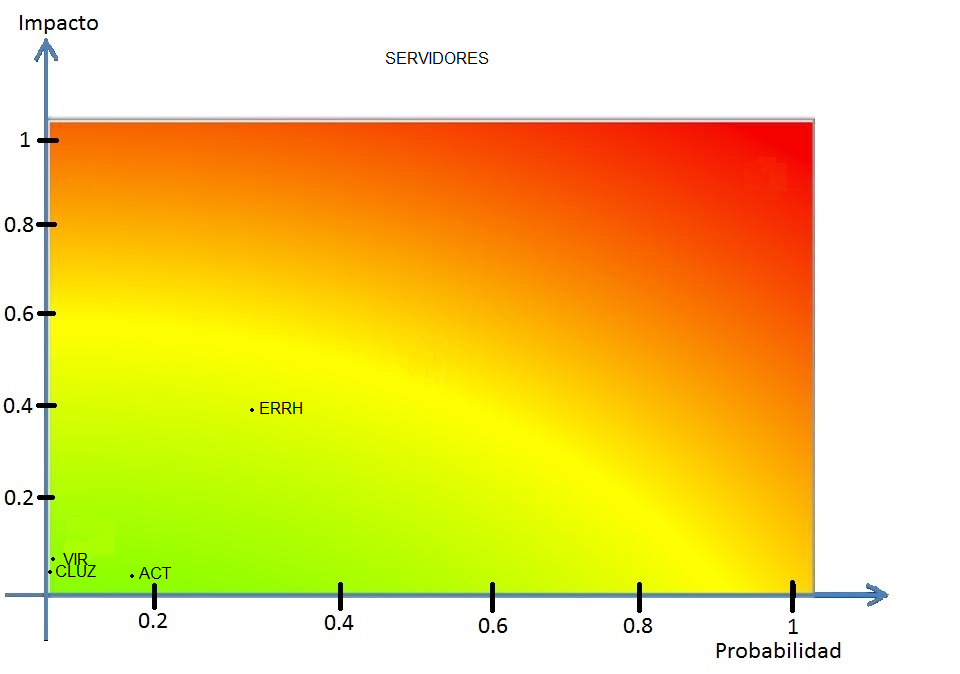 Impacto
SERVIDORES
1
0.8
0.6
0.4
ERRH
0.2
VIR
CLUZ
ACT
0.2
0.4
0.6
0.8
1
Probabilidad